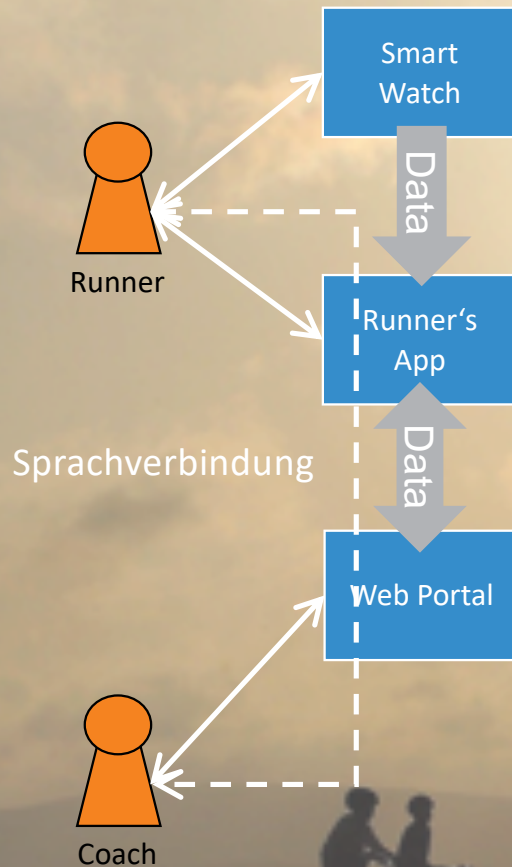 Smart
Watch
Data
Runner
Runner‘s
App
Sprachverbindung
Data
Web Portal
Coach